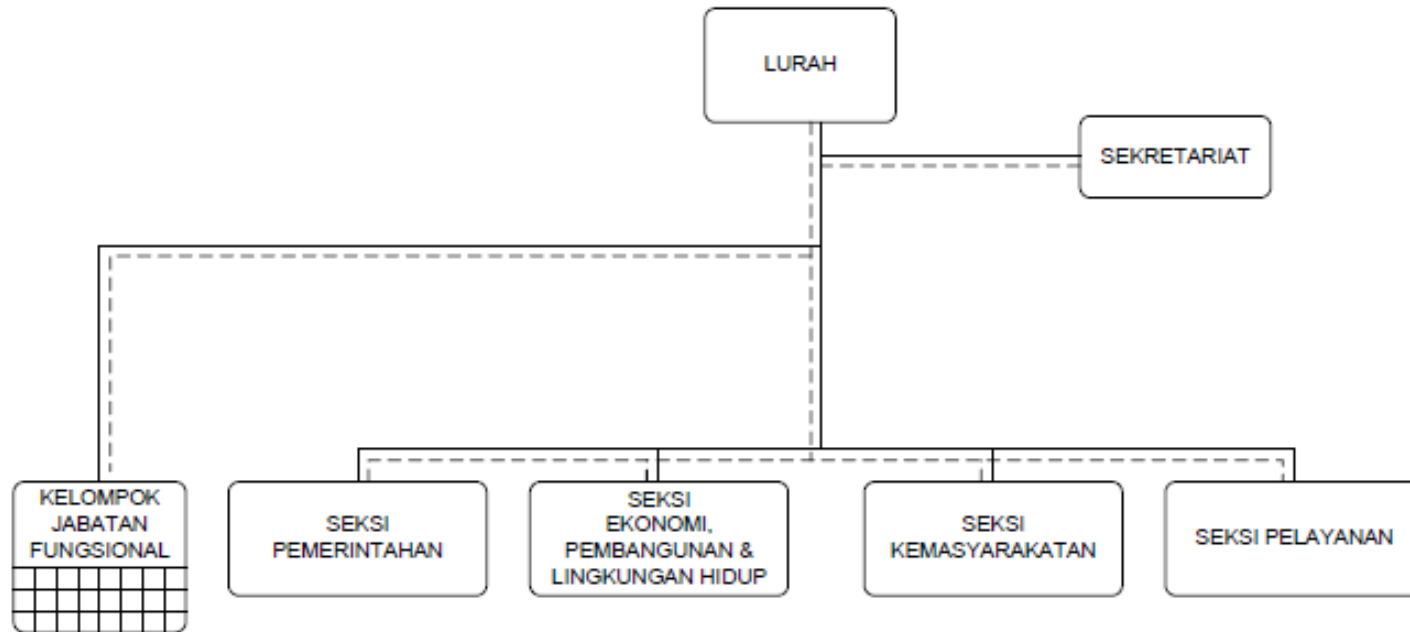 LURAH
SEKRETARIAT
KELOMPOK
JABATAN
FUNGSIONAL
SEKSI
PEMERINTAHAN
SEKSI
EKONOMI,
PEMBANGUNAN &
LINGKUNGAN HIDUP
SEKSI
KEMASYARAKATAN
SEKSI PELAYANAN